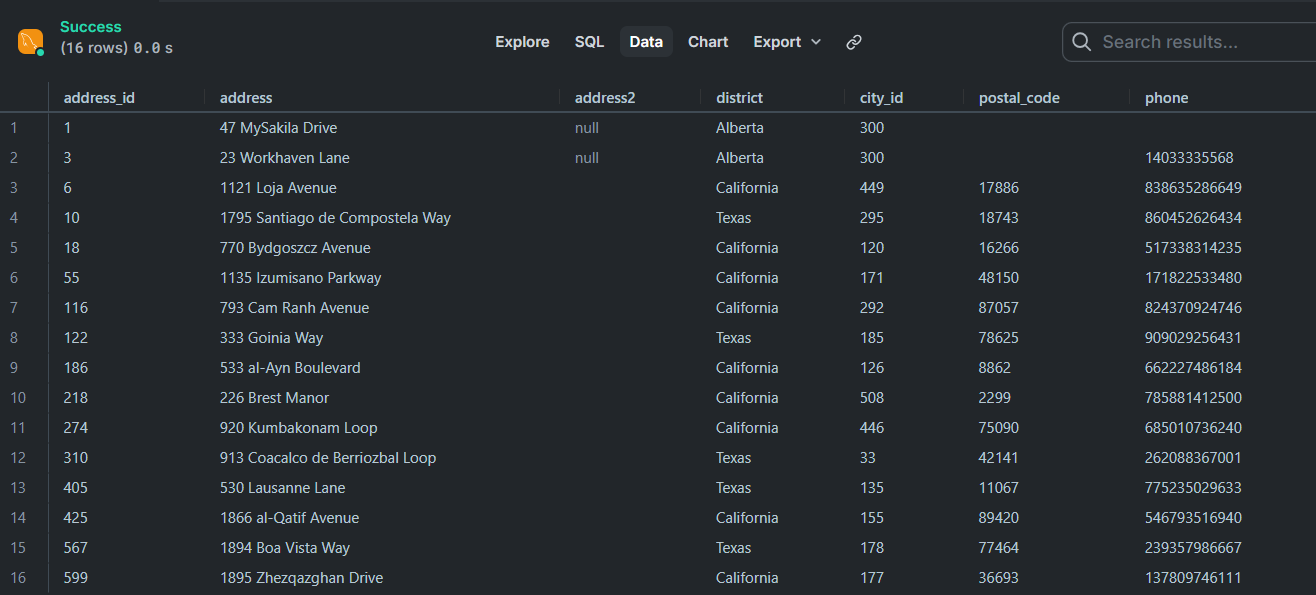 Success
(16 rows) 0.0 s
Explore SQL Data Chart Export
Search results...
address_id address address2 district city_id postal_code phone
1 1 47 MySakila Drive null Alberta 300
2 3 23 Workhaven Lane null Alberta 300 14033335568
3 6 1121 Loja Avenue California 449 17886 838635286649
4 10 1795 Santiago de Compostela Way Texas 295 18743 860452626434
5 18 770 Bydgoszcz Avenue California 120 16266 517338314235
6 55 1135 Izumisano Parkway California 171 48150 171822533480
7 116 793 Cam Ranh Avenue California 292 87057 824370924746
8 122 333 Goinia Way Texas 185 78625 909029256431
9 186 533 al-Ayn Boulevard California 126 8862 662227486184
10 218 226 Brest Manor California 508 2299 785881412500
11 274 920 Kumbakonam Loop California 446 75090 685010736240
12 310 913 Coacalco de Berriozbal Loop Texas 33 42141 262088367001
13 405 530 Lausanne Lane Texas 135 11067 775235029633
14 425 1866 al-Qatif Avenue California 155 89420 546793516940
15 567 1894 Boa Vista Way Texas 178 77464 239357986667
16 599 1895 Zhezqazghan Drive California 177 36693 137809746111